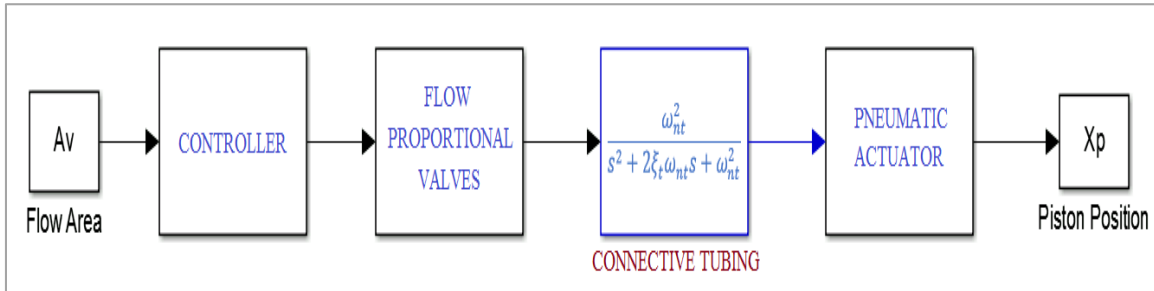 Av
Flow Area
CONTROLLER
FLOW
PROPORTIONAL
VALVES
ω²ₙₜ
s² + 2ξₜωₙₜs + ω²ₙₜ
CONNECTIVE TUBING
PNEUMATIC
ACTUATOR
Xp
Piston Position